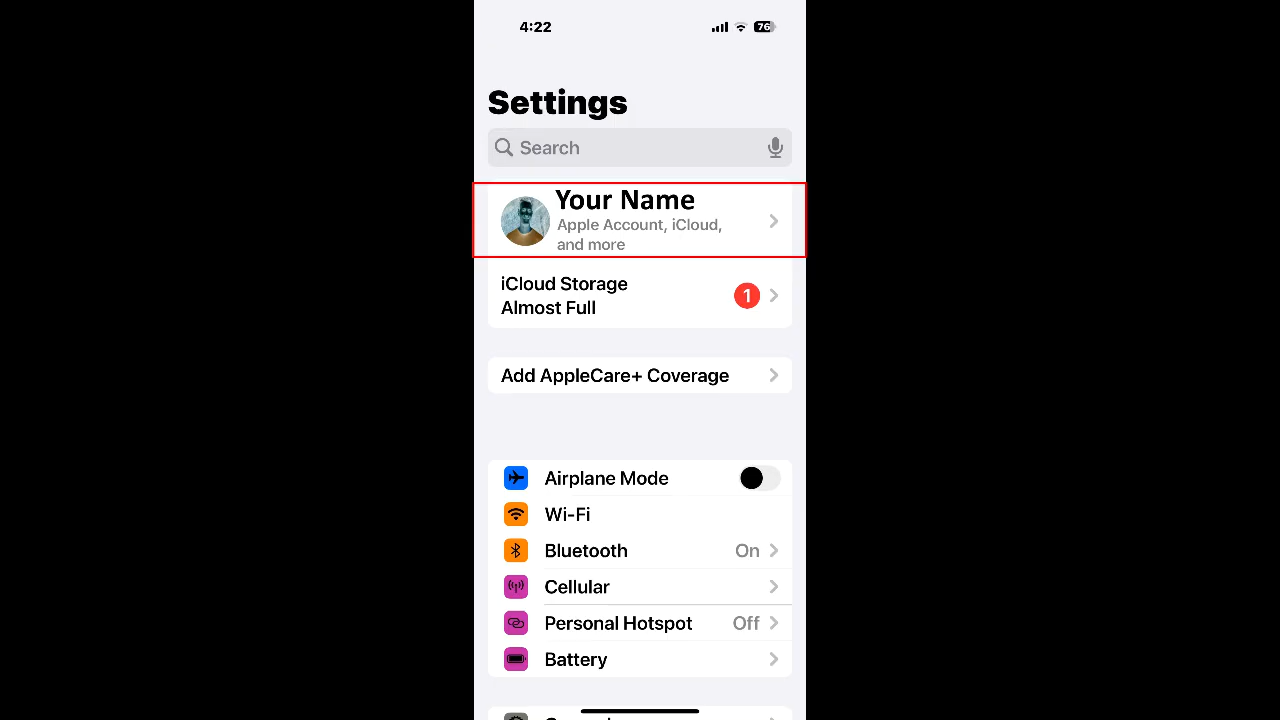 4:22
76
Settings
Search
Your Name
Apple Account, iCloud,
and more
iCloud Storage
Almost Full
1
Add AppleCare+ Coverage
Airplane Mode
Wi-Fi
Bluetooth
On
Cellular
Personal Hotspot
Off
Battery